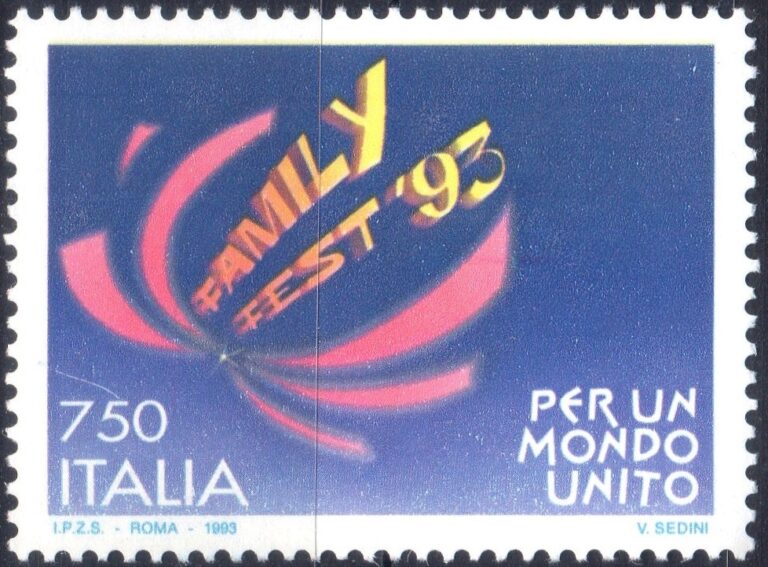 FAMILY
FEST '93
750
ITALIA
PER UN
MONDO
UNITO
I.P.Z.S. - ROMA - 1993
V. SEDINI